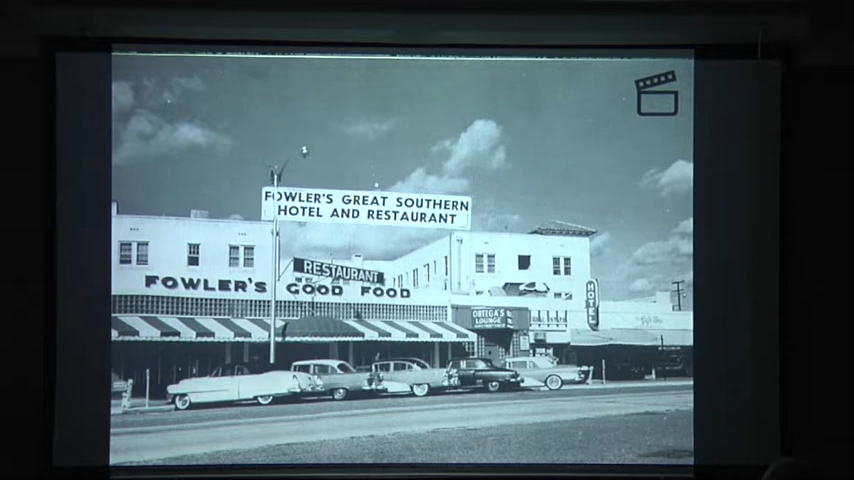 FOWLER'S GREAT SOUTHERN
HOTEL AND RESTAURANT
RESTAURANT
FOWLER'S GOOD FOOD
HOTEL
ORTEGA'S
LOUNGE